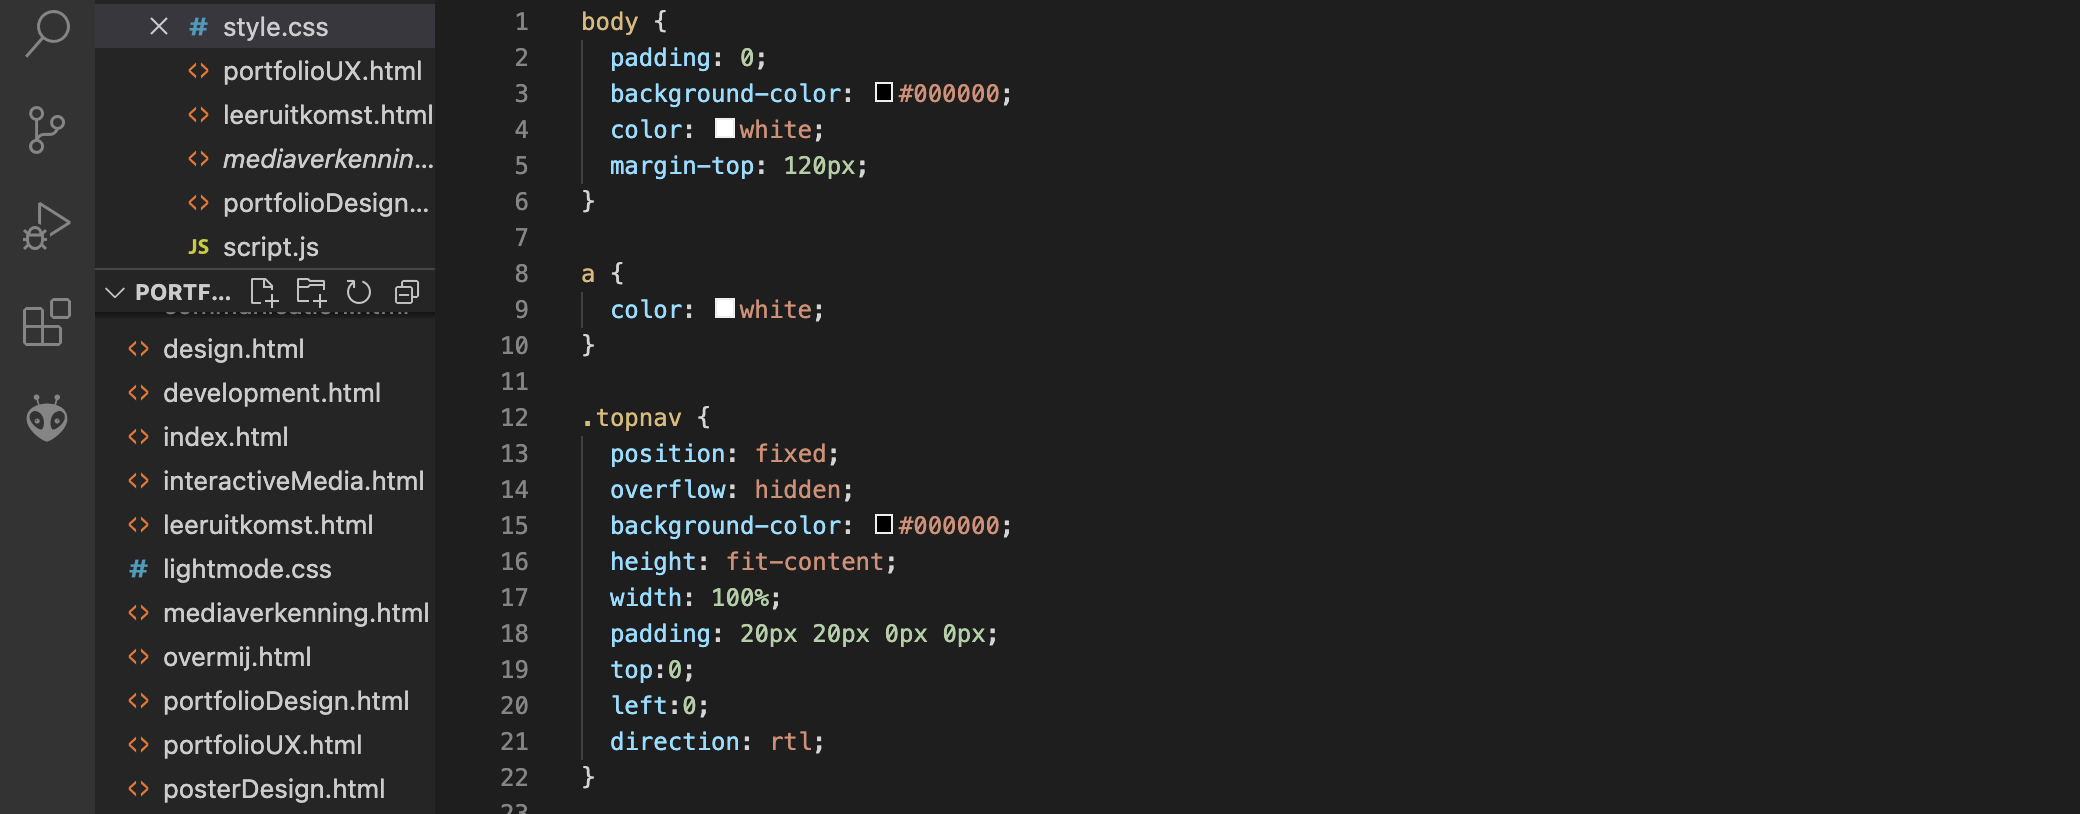 # style.css
<> portfolioUX.html
<> leeruitkomst.html
<> mediaverkennin...
<> portfolioDesign...
JS script.js
PORTF...
<> design.html
<> development.html
<> index.html
<> interactiveMedia.html
<> leeruitkomst.html
# lightmode.css
<> mediaverkenning.html
<> overmij.html
<> portfolioDesign.html
<> portfolioUX.html
<> posterDesign.html
1 body {
2 padding: 0;
3 background-color: #000000;
4 color: white;
5 margin-top: 120px;
6 }
7
8 a {
9 color: white;
10 }
11
12 .topnav {
13 position: fixed;
14 overflow: hidden;
15 background-color: #000000;
16 height: fit-content;
17 width: 100%;
18 padding: 20px 20px 0px 0px;
19 top:0;
20 left:0;
21 direction: rtl;
22 }
23